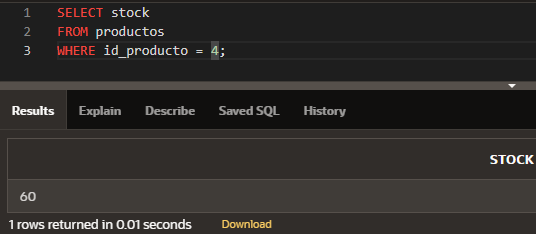 1 SELECT stock
2 FROM productos
3 WHERE id_producto = 4;
Results Explain Describe Saved SQL History
STOCK
60
1 rows returned in 0.01 seconds Download